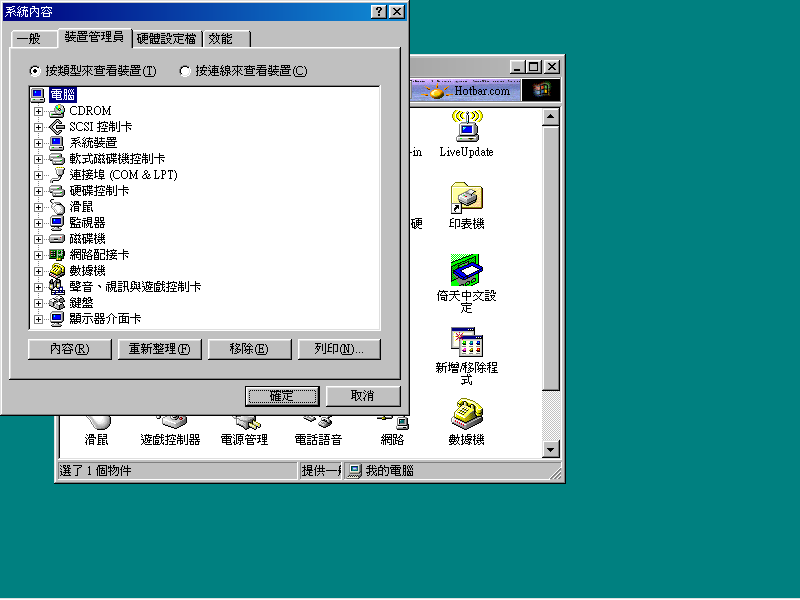 系統內容
一般
裝置管理員
硬體設定檔
效能
按類型來查看裝置(T)
按連線來查看裝置(C)
電腦
CDROM
SCSI 控制卡
系統裝置
軟式磁碟機控制卡
連接埠 (COM & LPT)
硬碟控制卡
滑鼠
監視器
磁碟機
網路配接卡
數據機
聲音、視訊與遊戲控制卡
鍵盤
顯示器介面卡
內容(R)
重新整理(F)
移除(E)
列印(N)...
確定
取消
Hotbar.com
-in
LiveUpdate
硬
印表機
倚天中文設
定
新增/移除程
式
滑鼠
遊戲控制器
電源管理
電話語音
網路
數據機
選了 1 個物件
提供一
我的電腦